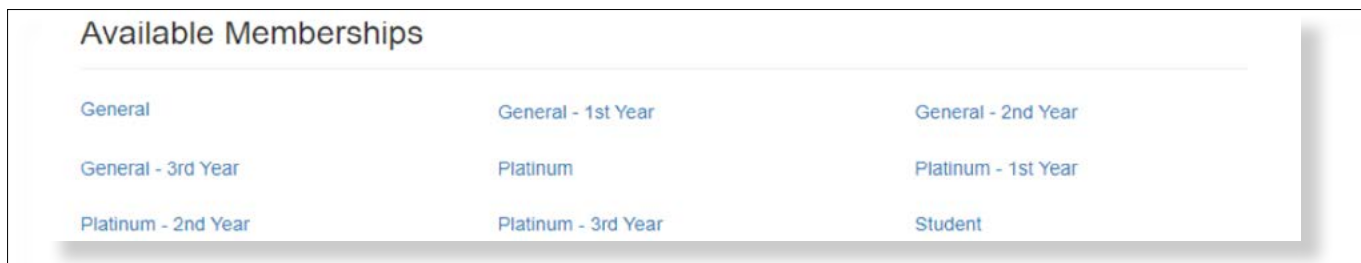 Available Memberships
General
General - 1st Year
General - 2nd Year
General - 3rd Year
Platinum
Platinum - 1st Year
Platinum - 2nd Year
Platinum - 3rd Year
Student